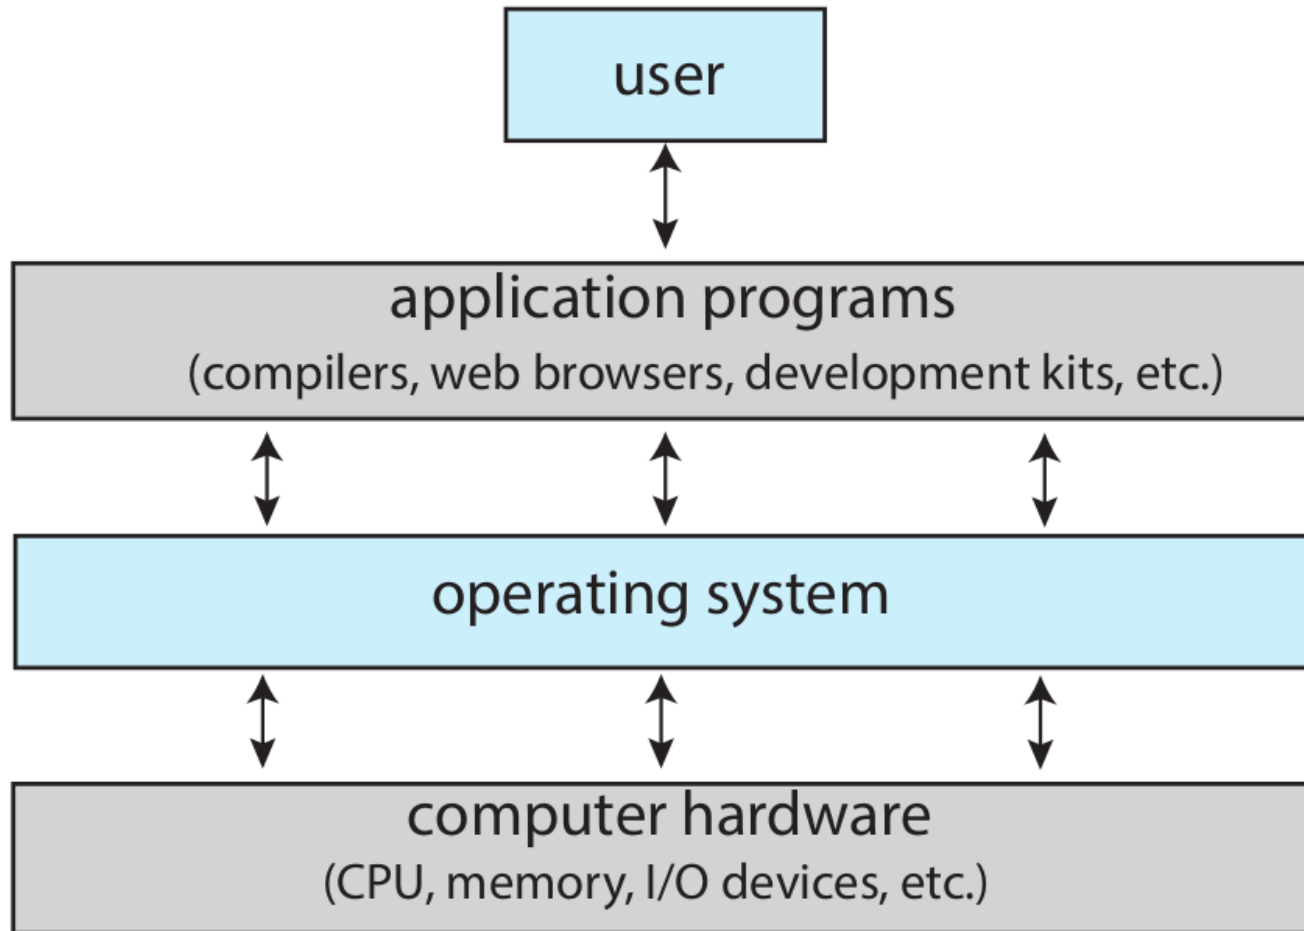 user
application programs
(compilers, web browsers, development kits, etc.)
operating system
computer hardware
(CPU, memory, I/O devices, etc.)